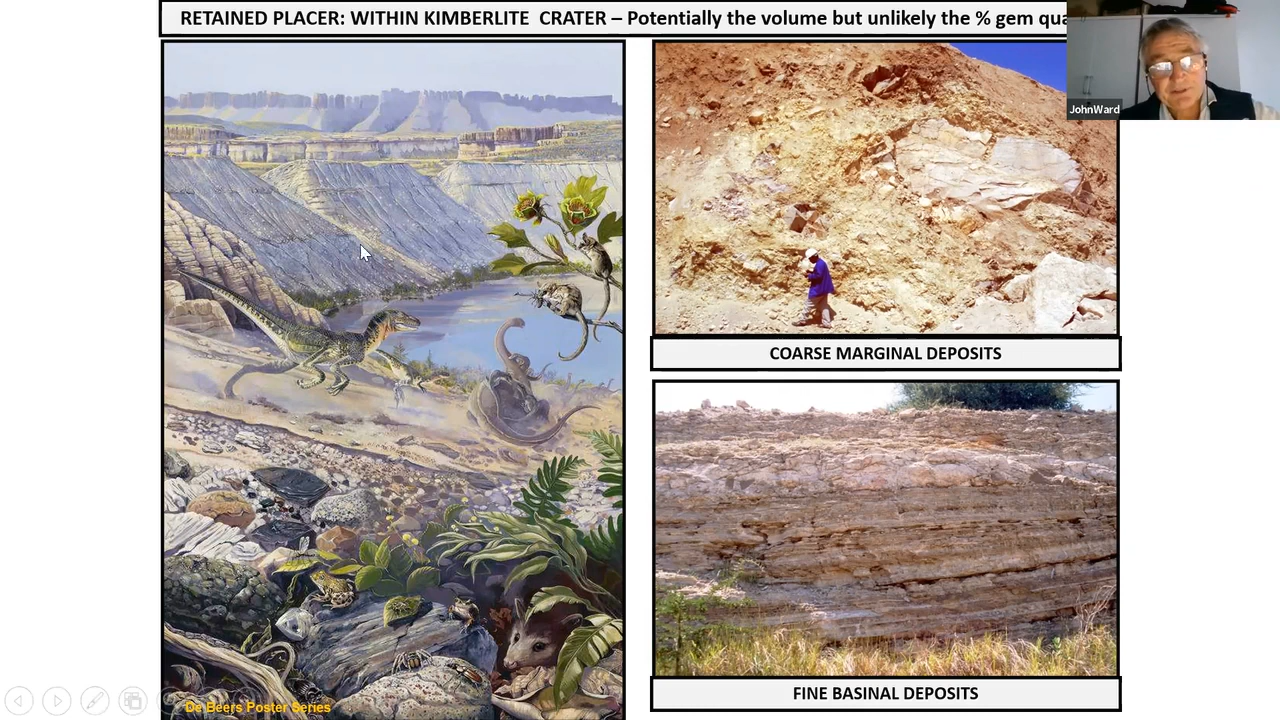 RETAINED PLACER: WITHIN KIMBERLITE CRATER – Potentially the volume but unlikely the % gem
JohnWard
COARSE MARGINAL DEPOSITS
FINE BASINAL DEPOSITS
De Beers Poster Series